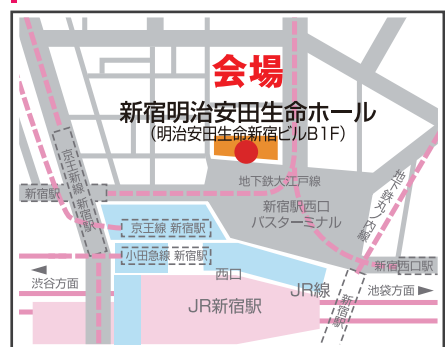 会場
新宿明治安田生命ホール
（明治安田生命新宿ビルB1F）
京王新線 新宿駅
地下鉄大江戸線
地下鉄丸ノ内線
新宿駅
新宿駅西口
バスターミナル
京王線 新宿駅
小田急線 新宿駅
新宿西口駅
西口
◀
渋谷方面
JR線
新宿駅
池袋方面 ▶
JR新宿駅